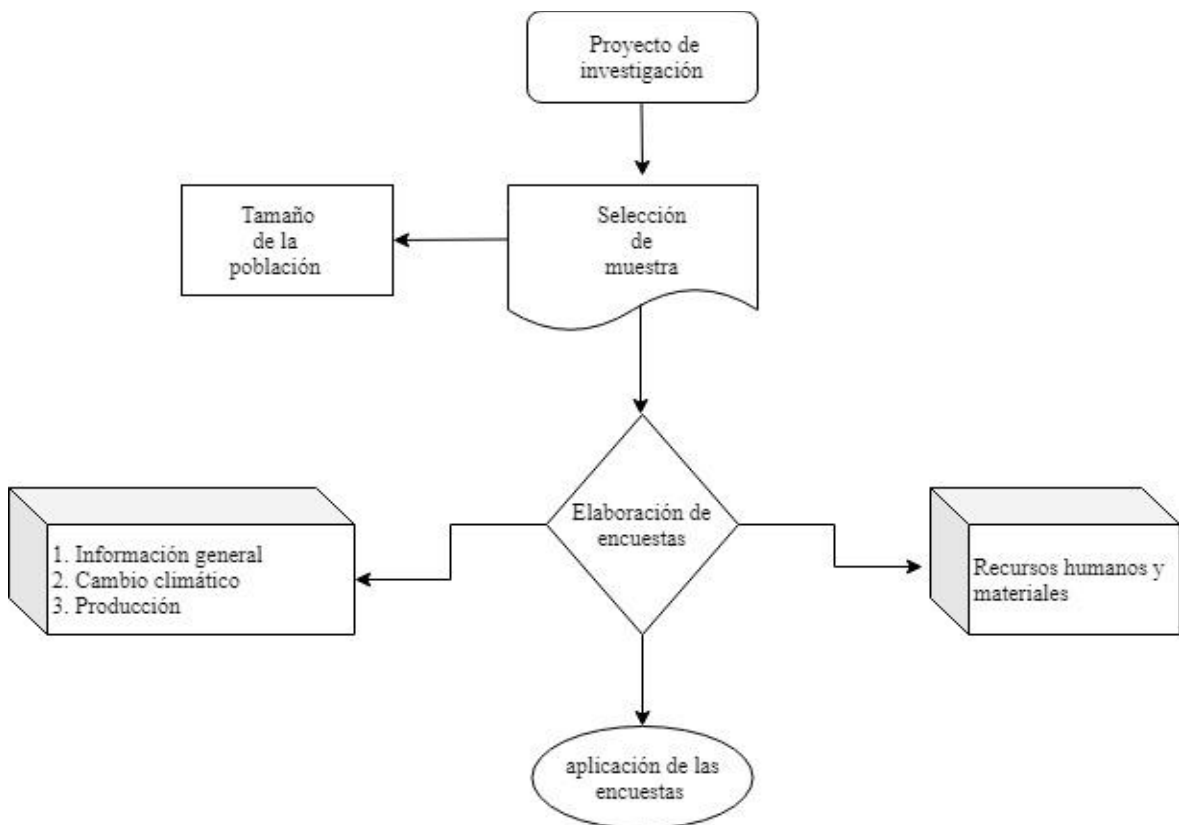 Proyecto de
investigación
Tamaño
de la
población
Selección
de
muestra
Elaboración de
encuestas
1. Información general
2. Cambio climático
3. Producción
Recursos humanos y
materiales
aplicación de las
encuestas